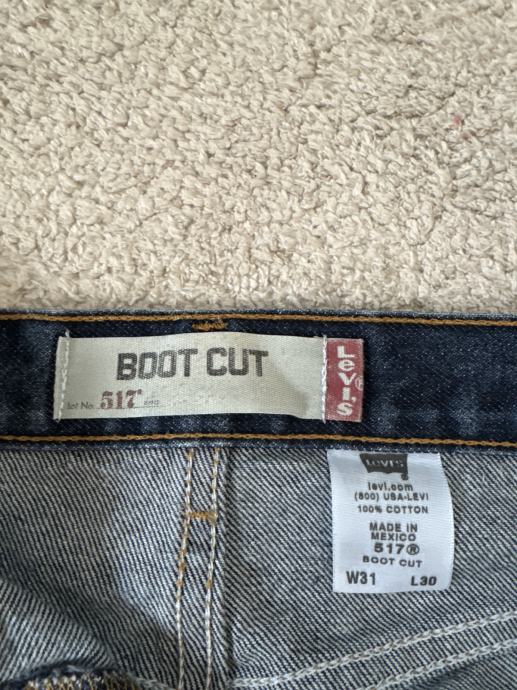 BOOT CUT
Lot No. 517
Levi's®
Levi's
levi.com
(800) USA-LEVI
100% COTTON
MADE IN
MEXICO
517®
BOOT CUT
W31 L30